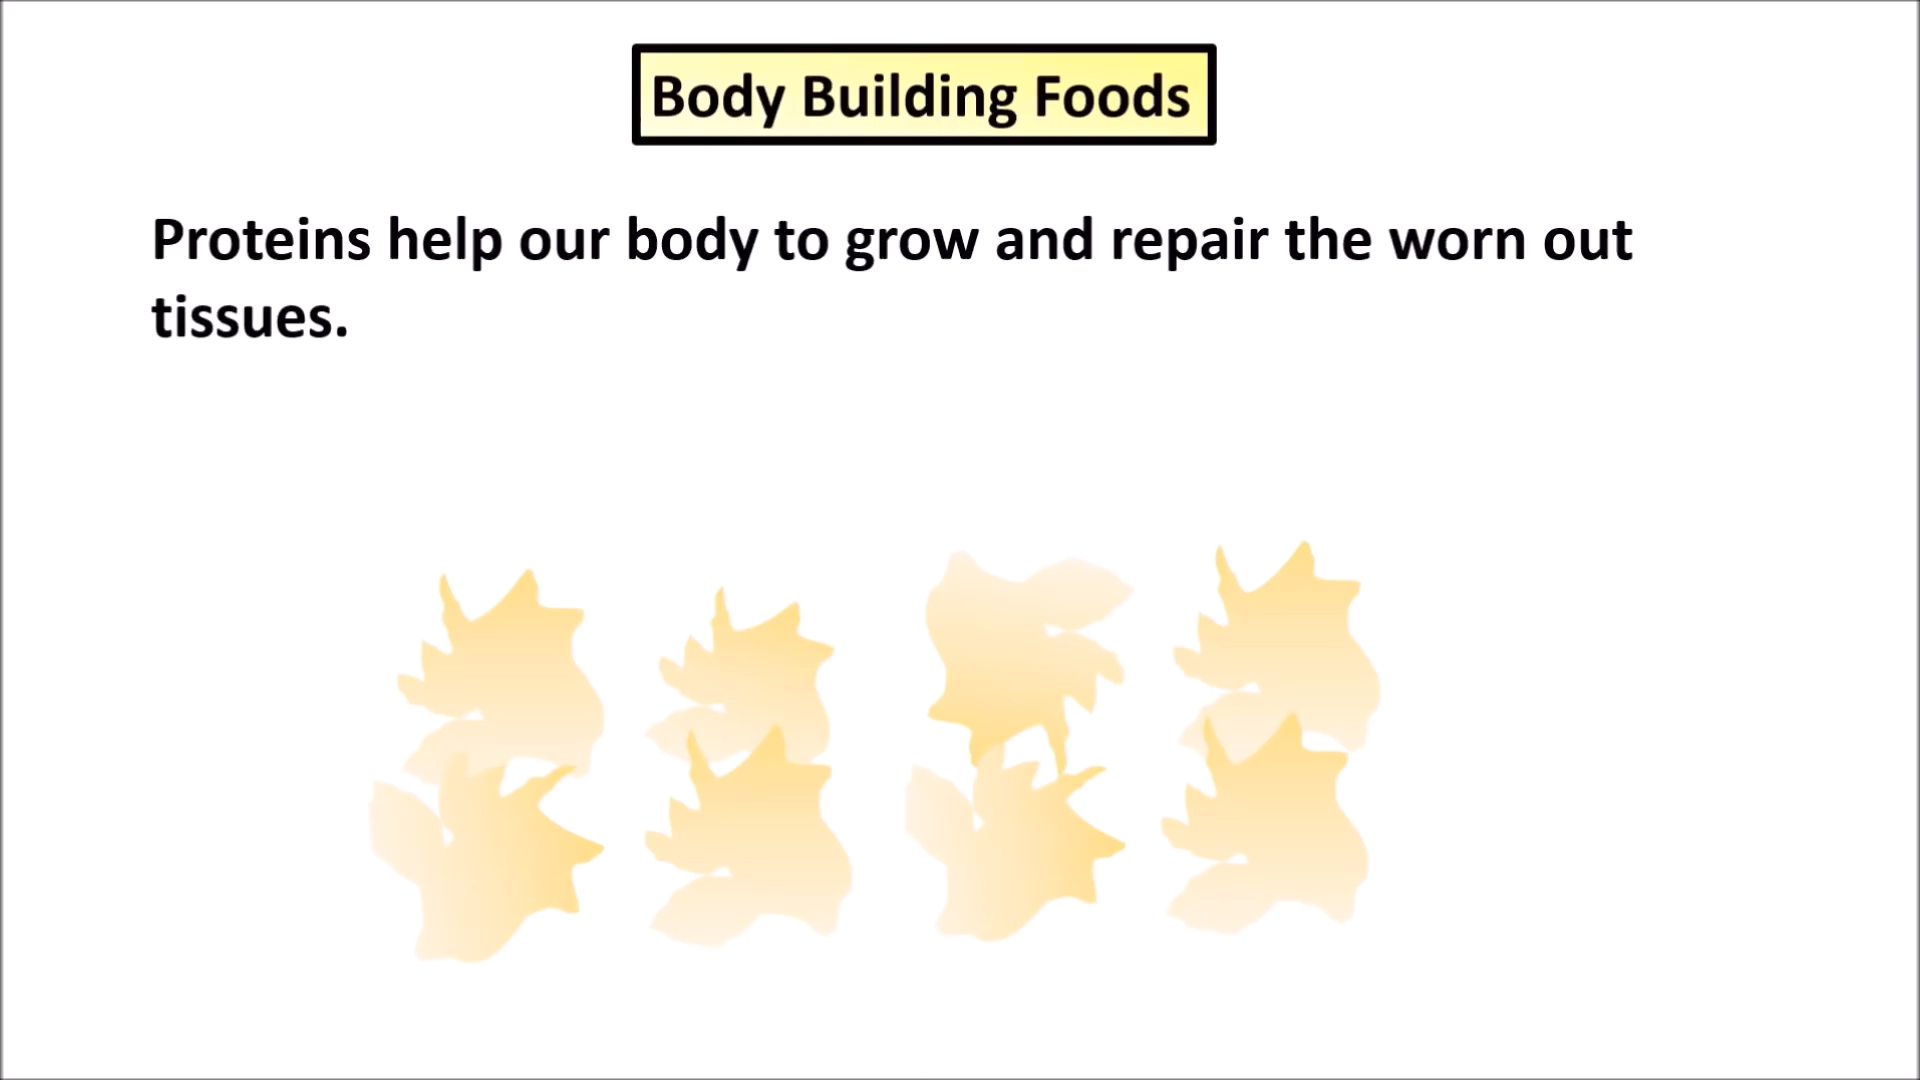 Body Building Foods
Proteins help our body to grow and repair the worn out
tissues.